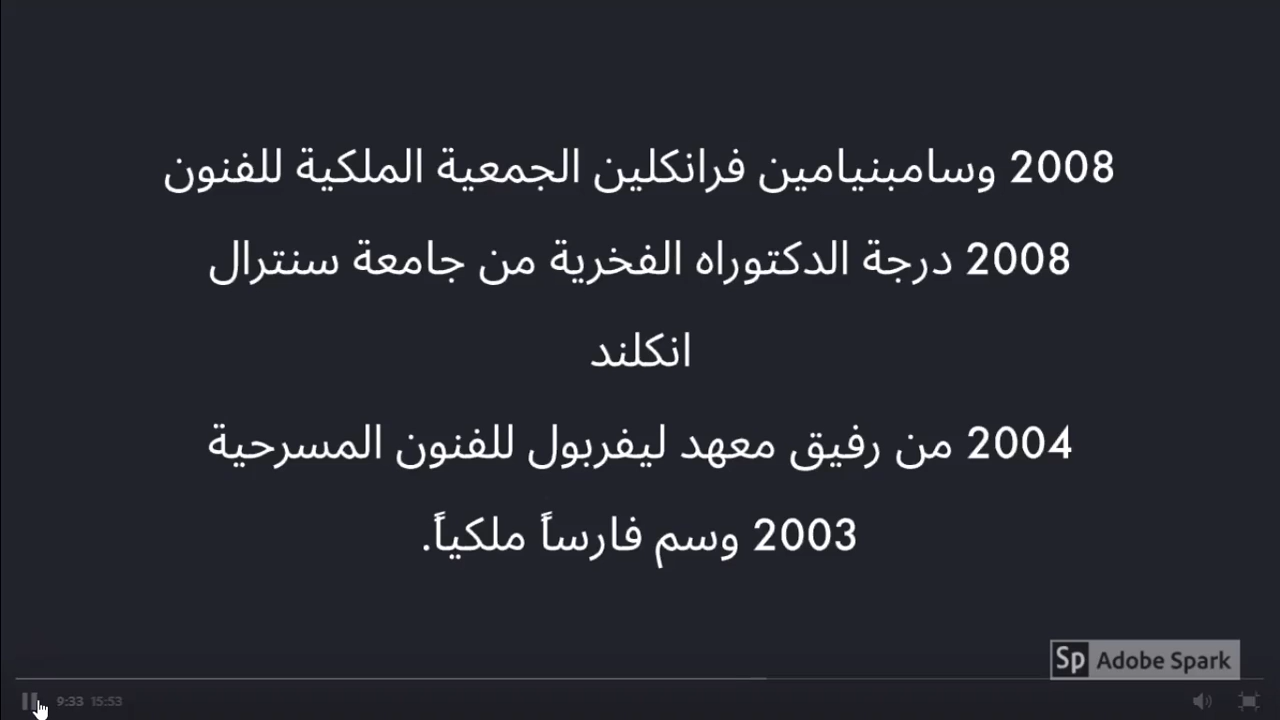 2008 وسامبنيامين فرانكلين الجمعية الملكية للفنون
2008 درجة الدكتوراه الفخرية من جامعة سنترال
انكلند
2004 من رفيق معهد ليفربول للفنون المسرحية
2003 وسم فارساً ملكياً.
Sp Adobe Spark
9:33 15:53